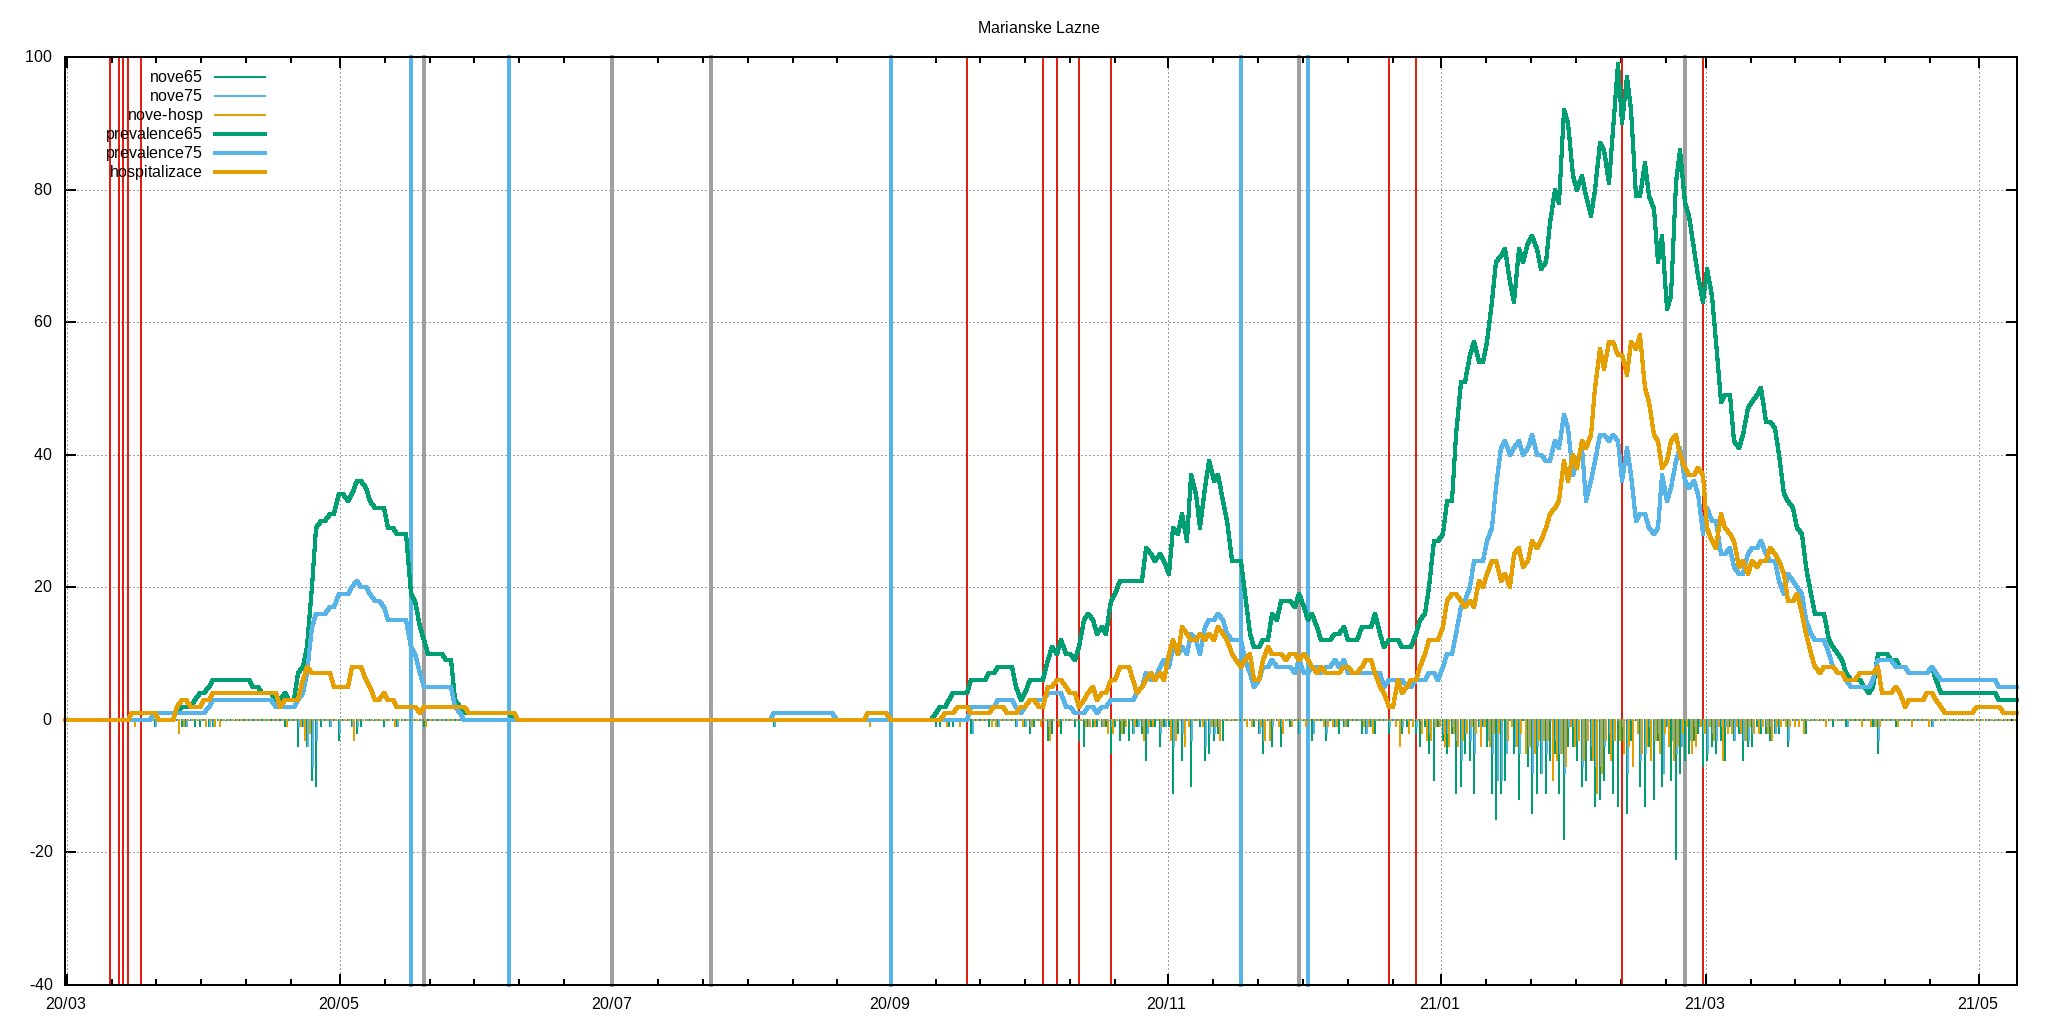 Marianske Lazne
100
80
60
40
20
0
-20
-40
nove65
nove75
nove-hosp
prevalence65
prevalence75
hospitalizace
20/03 20/05 20/07 20/09 20/11 21/01 21/03 21/05